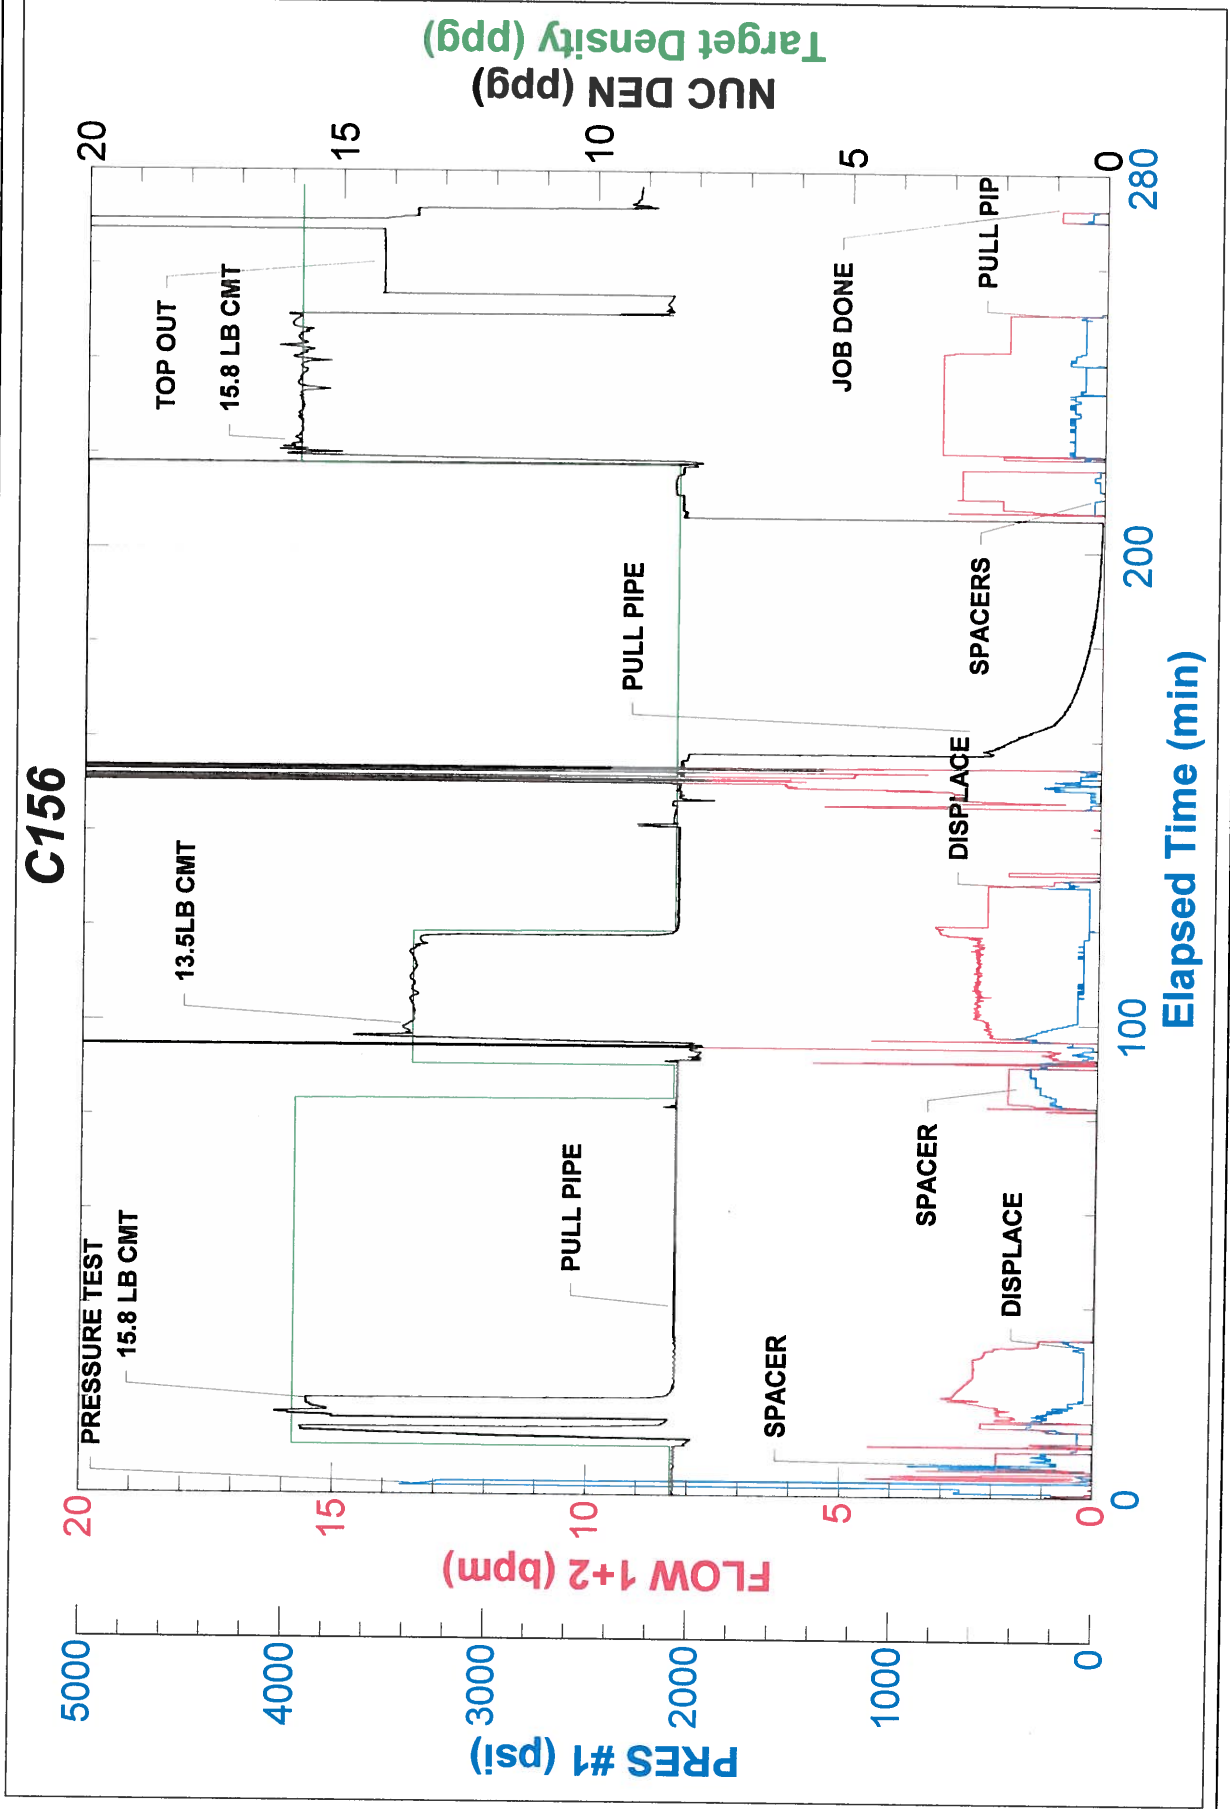 C156
PRES #1 (psi)
5000
4000
3000
2000
1000
0
FLOW 1+2 (bpm)
20
15
10
5
0
PRESSURE TEST
15.8 LB CMT
SPACER
DISPLACE
PULL PIPE
SPACER
13.5LB CMT
DISPLACE
PULL PIPE
SPACERS
15.8 LB CMT
TOP OUT
JOB DONE
PULL PIP
20
15
10
5
0
NUC DEN (ppg)
Target Density (ppg)
0
100
200
280
Elapsed Time (min)